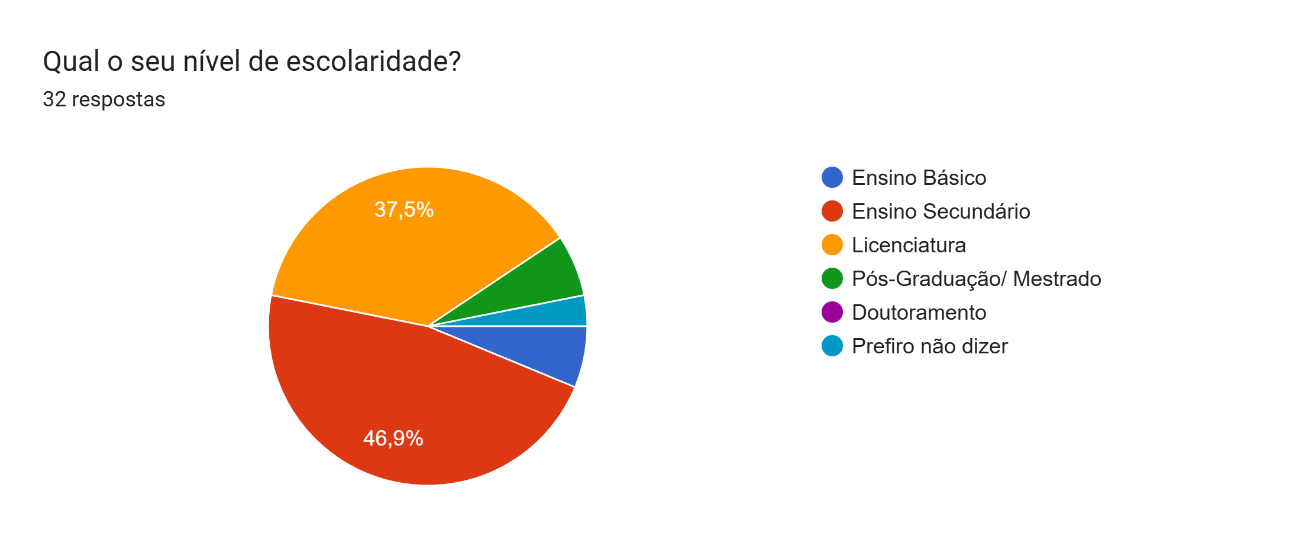 Qual o seu nível de escolaridade?
32 respostas
37,5%
46,9%
Ensino Básico
Ensino Secundário
Licenciatura
Pós-Graduação/ Mestrado
Doutoramento
Prefiro não dizer